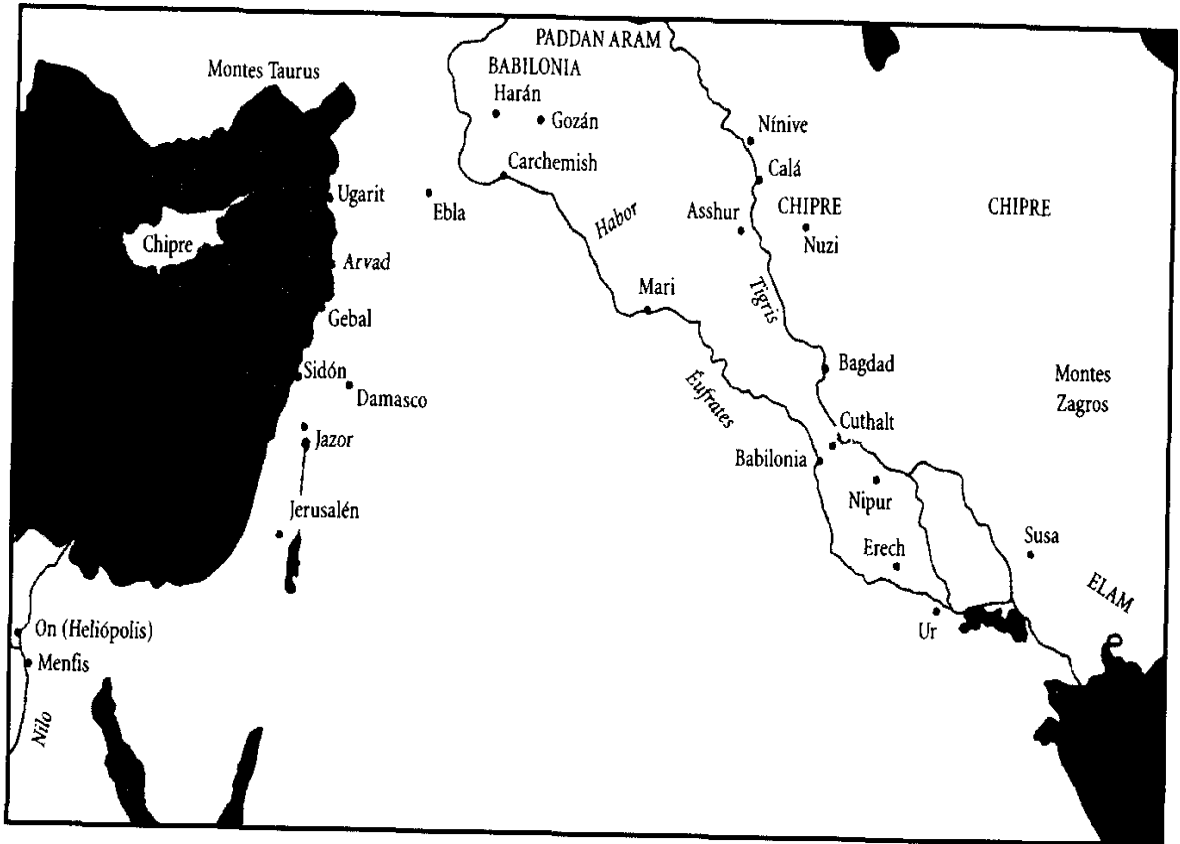 PADDAN ARAM
Montes Taurus
BABILONIA
Harán
Gozán
Nínive
Carchemish
Calá
Ugarit
Ebla
Habor
Asshur
CHIPRE
CHIPRE
Nuzi
Chipre
Arvad
Mari
Tigris
Gebal
Sidón
Damasco
Éufrates
Bagdad
Montes
Zagros
Jazor
Cuthalt
Babilonia
Nipur
Jerusalén
Erech
Susa
ELAM
On (Heliópolis)
Ur
Menfis
Nilo